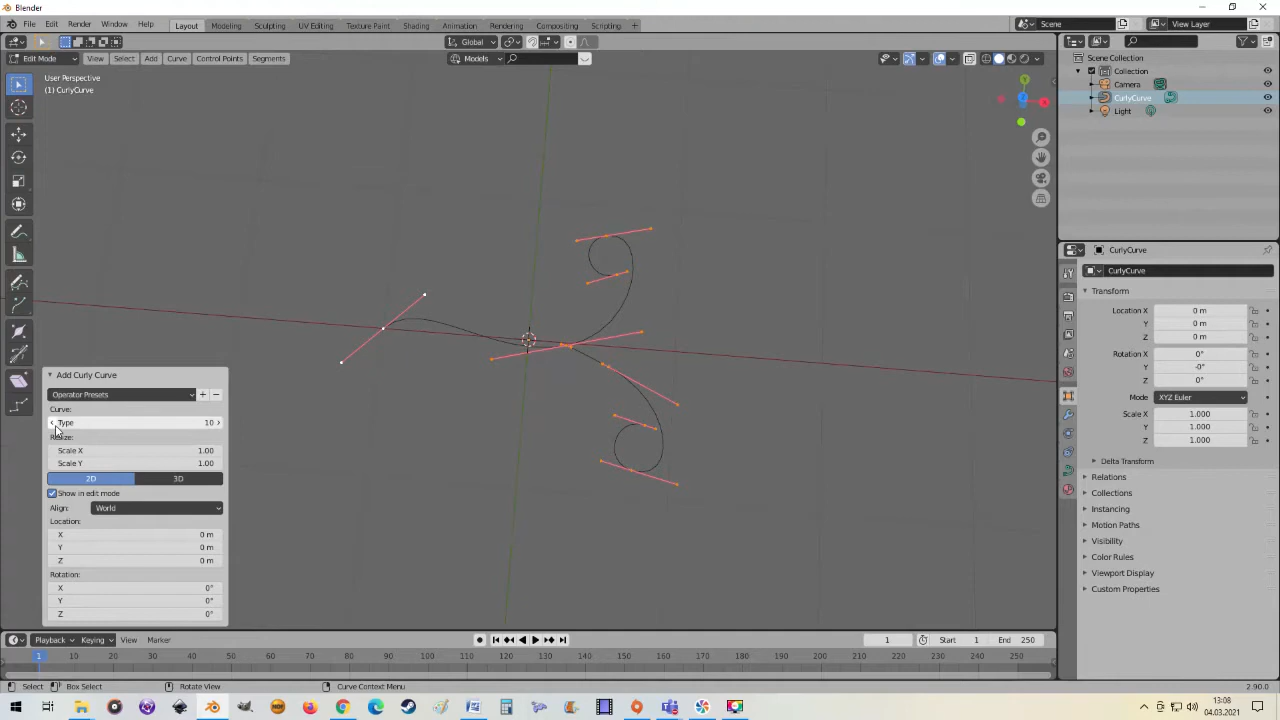 Blender
File Edit Render Window Help Layout Modeling Sculpting UV Editing Texture Paint Shading Animation Rendering Compositing Scripting + Scene View Layer
Global
Edit Mode View Select Add Curve Control Points Segments Models
User Perspective
(1) CurlyCurve
Scene Collection
Collection
Camera
CurlyCurve
Light
X
CurlyCurve
CurlyCurve
Transform
Location X 0 m
Y 0 m
Z 0 m
Rotation X 0°
Y -0°
Z 0°
Mode XYZ Euler
Scale X 1.000
Y 1.000
Z 1.000
Delta Transform
Relations
Collections
Instancing
Motion Paths
Visibility
Color Rules
Viewport Display
Custom Properties
Add Curly Curve
Operator Presets + −
Curve:
Type 10
Resize:
Scale X 1.00
Scale Y 1.00
2D 3D
Show in edit mode
Align: World
Location:
X 0 m
Y 0 m
Z 0 m
Rotation:
X 0°
Y 0°
Z 0°
Playback Keying View Marker 1 Start 1 End 250
1 10 20 30 40 50 60 70 80 90 100 110 120 130 140 150 160 170 180 190 200 210 220 230 240 250
Select Box Select Rotate View Curve Context Menu 2.90.0
13:08
04.03.2021